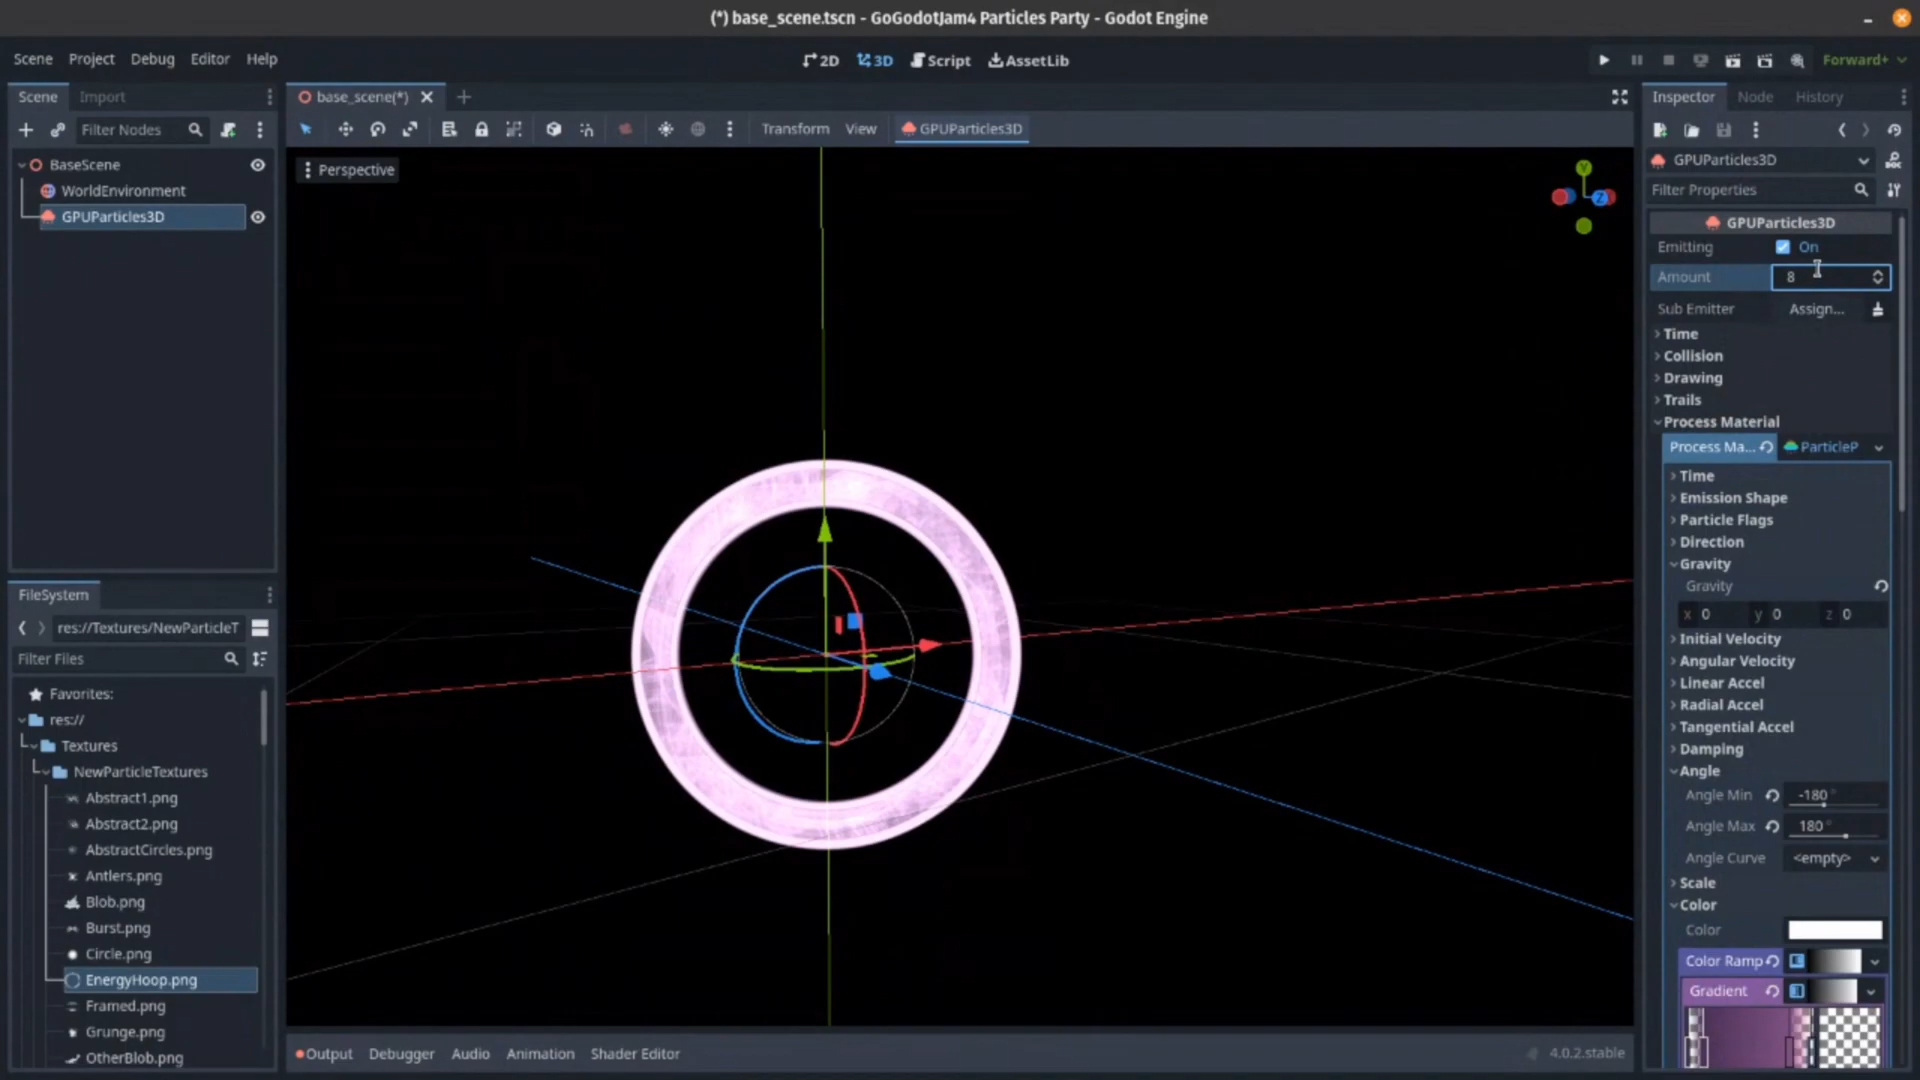 (*) base_scene.tscn - GoGodotJam4 Particles Party - Godot Engine
Scene Project Debug Editor Help
2D 3D Script AssetLib
Forward+
Scene Import
base_scene(*)
Inspector Node History
Filter Nodes
Transform View GPUParticles3D
BaseScene
WorldEnvironment
GPUParticles3D
Perspective
Y
Z
GPUParticles3D
Filter Properties
GPUParticles3D
Emitting On
Amount 8
Sub Emitter Assign...
Time
Collision
Drawing
Trails
Process Material
Process Ma... ParticleP
Time
Emission Shape
Particle Flags
Direction
Gravity
Gravity
x 0 y 0 z 0
Initial Velocity
Angular Velocity
Linear Accel
Radial Accel
Tangential Accel
Damping
Angle
Angle Min -180 °
Angle Max 180 °
Angle Curve <empty>
Scale
Color
Color
Color Ramp
Gradient
FileSystem
res://Textures/NewParticleT
Filter Files
Favorites:
res://
Textures
NewParticleTextures
Abstract1.png
Abstract2.png
AbstractCircles.png
Antlers.png
Blob.png
Burst.png
Circle.png
EnergyHoop.png
Framed.png
Grunge.png
OtherBlob.png
Output Debugger Audio Animation Shader Editor
4.0.2.stable